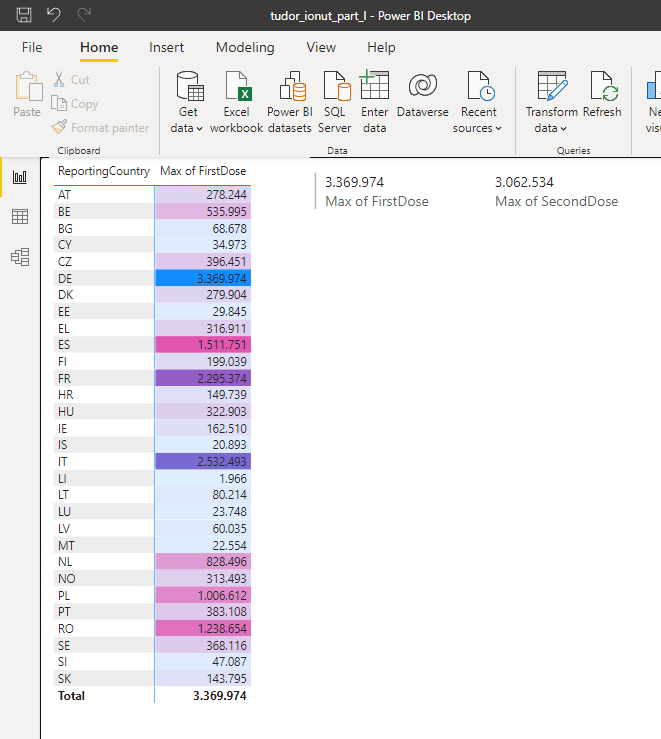 tudor_ionut_part_I - Power BI Desktop
File Home Insert Modeling View Help
Paste
Cut
Copy
Format painter
Clipboard
Get data
Excel workbook
Power BI datasets
SQL Server
Enter data
Dataverse
Recent sources
Data
Transform data
Refresh
Queries
ReportingCountry Max of FirstDose
AT 278.244
BE 535.995
BG 68.678
CY 34.973
CZ 396.451
DE 3.369.974
DK 279.904
EE 29.845
EL 316.911
ES 1.511.751
FI 199.039
FR 2.295.374
HR 149.739
HU 322.903
IE 162.510
IS 20.893
IT 2.532.493
LI 1.966
LT 80.214
LU 23.748
LV 60.035
MT 22.554
NL 828.496
NO 313.493
PL 1.006.612
PT 383.108
RO 1.238.654
SE 368.116
SI 47.087
SK 143.795
Total 3.369.974
3.369.974
Max of FirstDose
3.062.534
Max of SecondDose